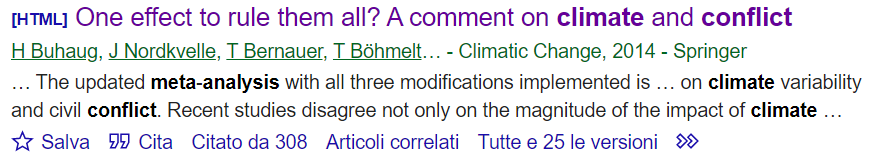 [HTML] One effect to rule them all? A comment on climate and conflict
H Buhaug, J Nordkvelle, T Bernauer, T Böhmelt… - Climatic Change, 2014 - Springer
… The updated meta-analysis with all three modifications implemented is … on climate variability
and civil conflict. Recent studies disagree not only on the magnitude of the impact of climate …
Salva Cita Citato da 308 Articoli correlati Tutte e 25 le versioni